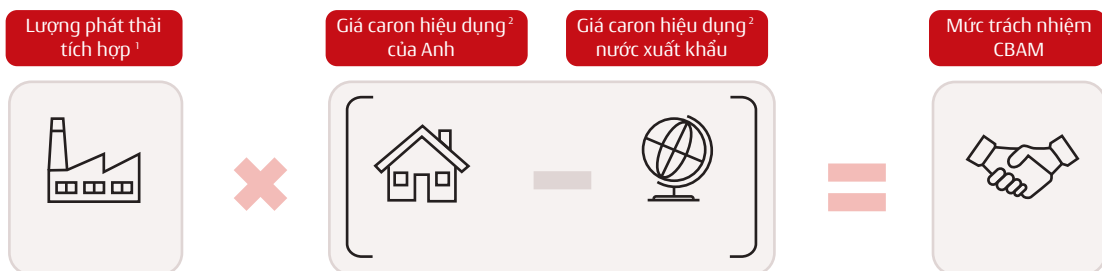 Lượng phát thải
tích hợp ¹
Giá caron hiệu dụng ²
của Anh
Giá caron hiệu dụng ²
nước xuất khẩu
Mức trách nhiệm
CBAM